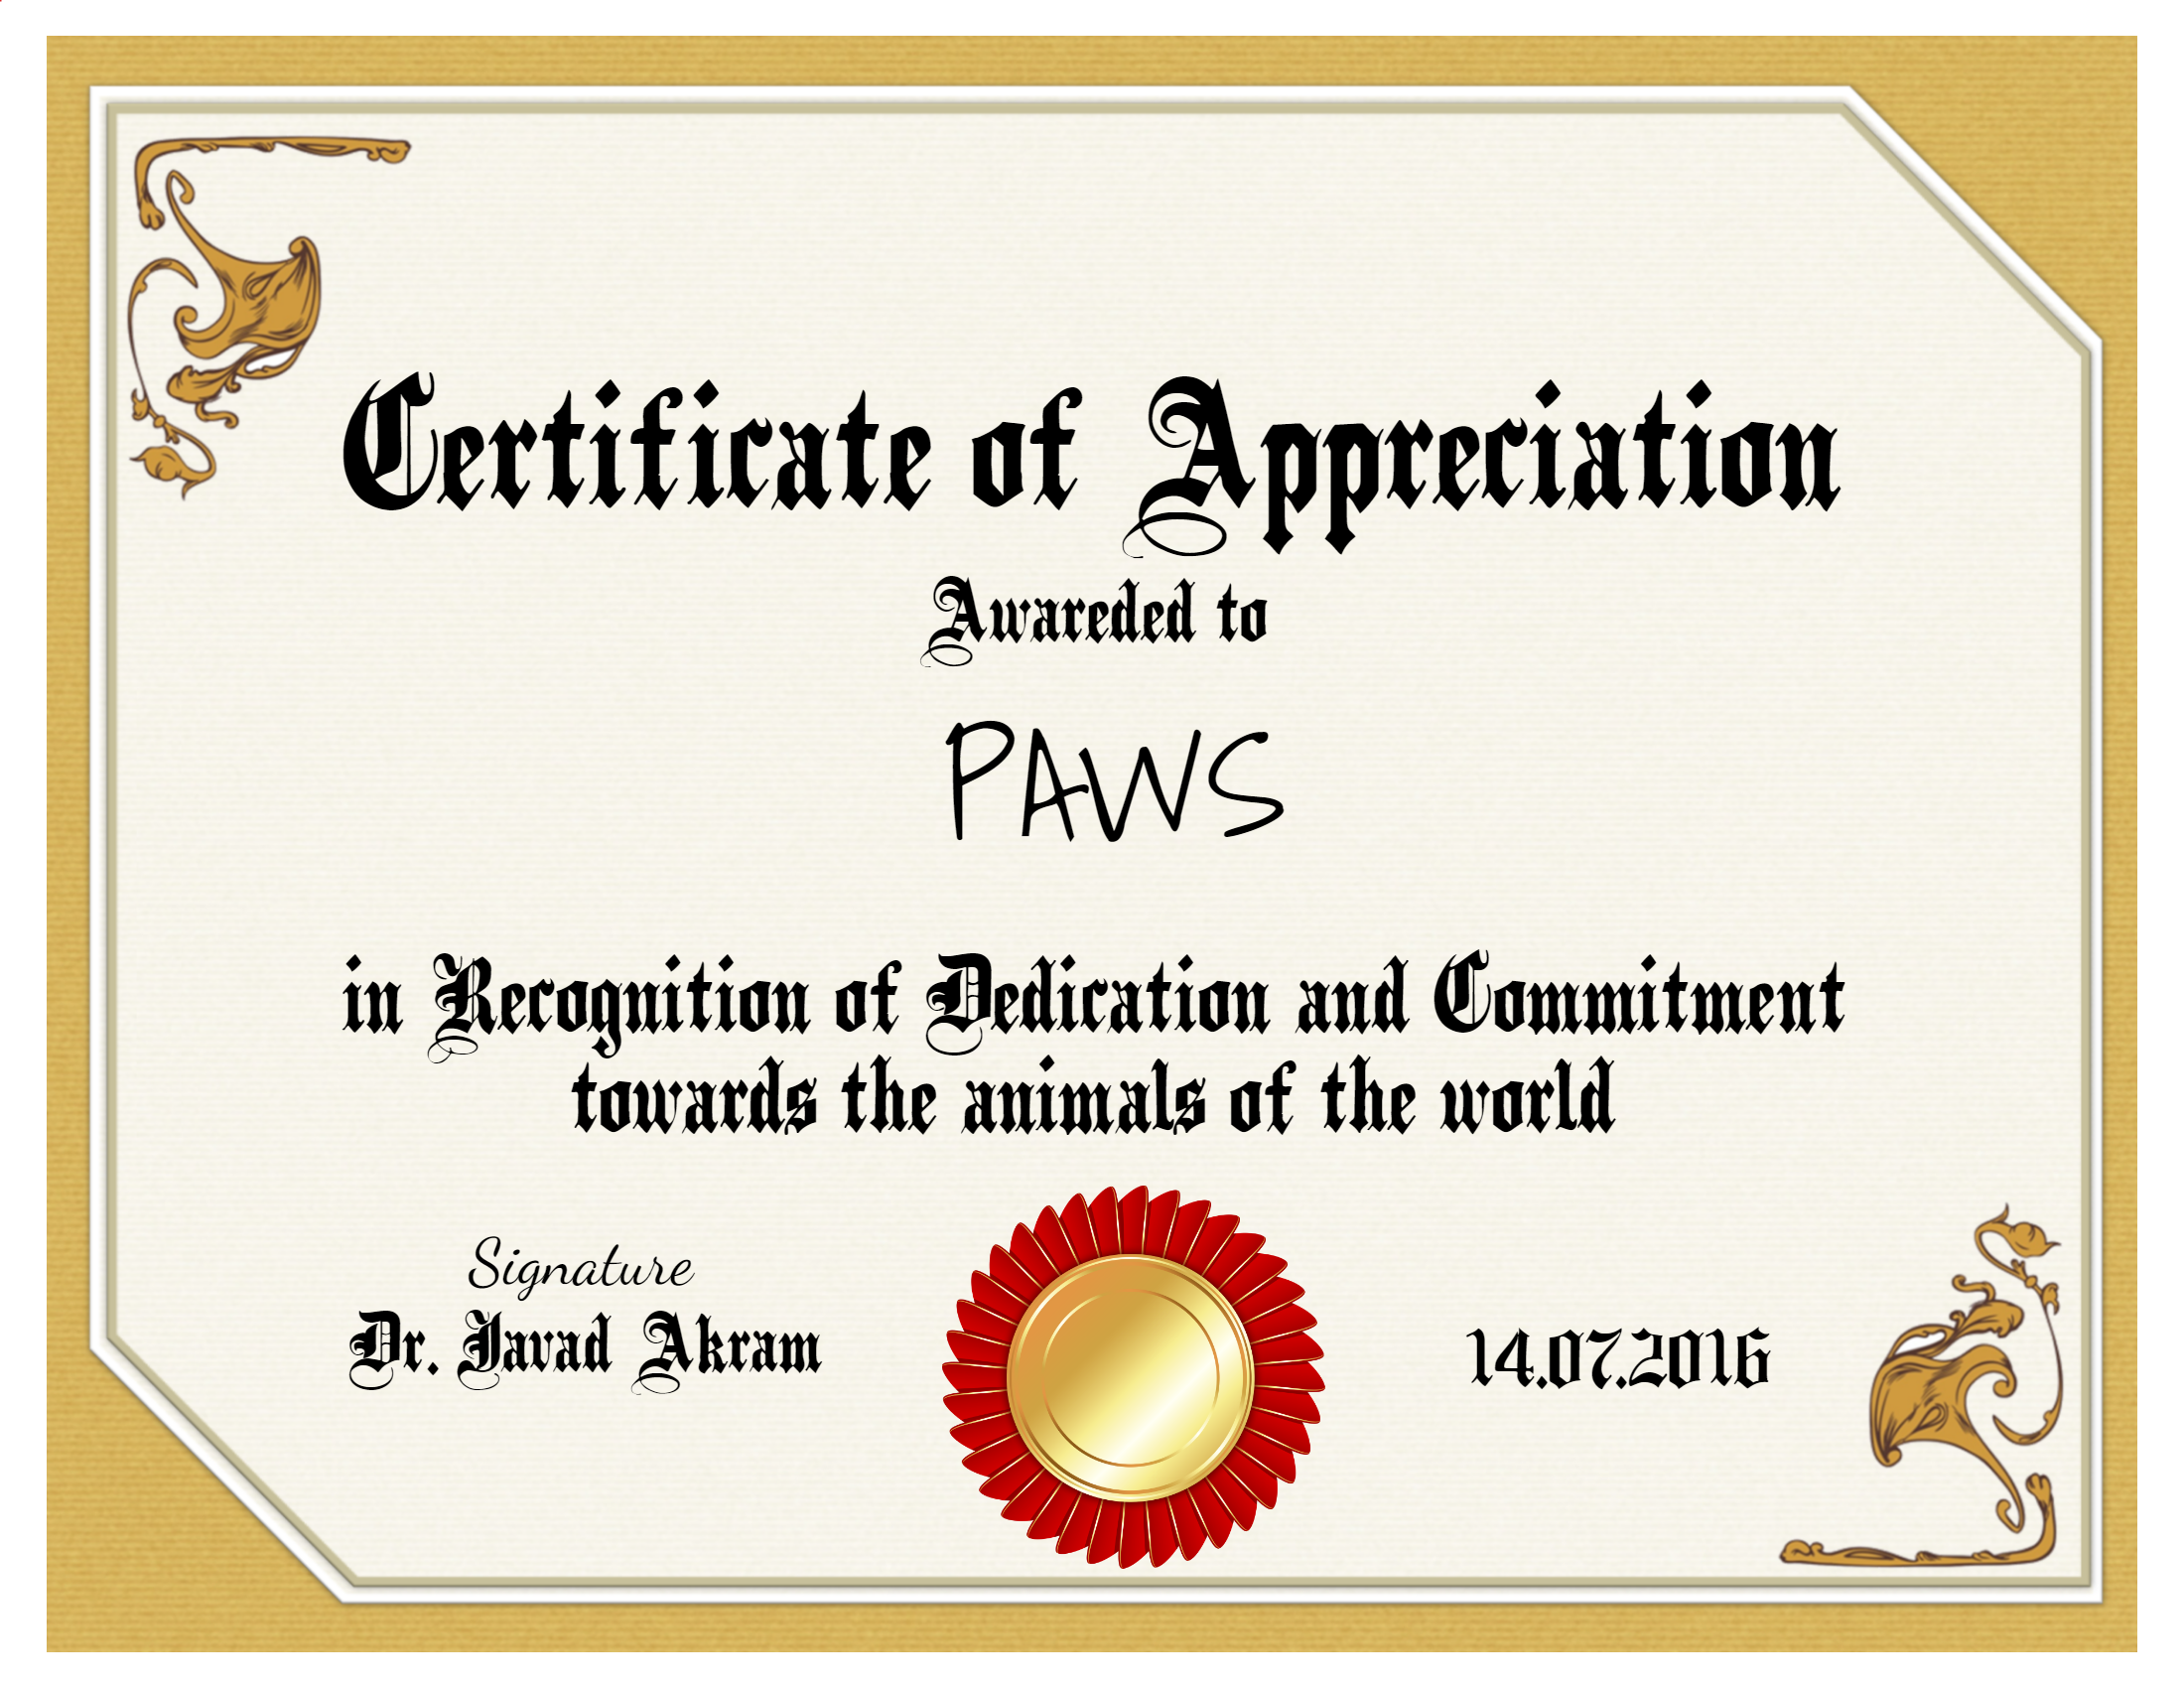 Certificate of Appreciation
Awareded to
PAWS
in Recognition of Dedication and Commitment
towards the animals of the world
Signature
Dr. Javad Akram
14.07.2016